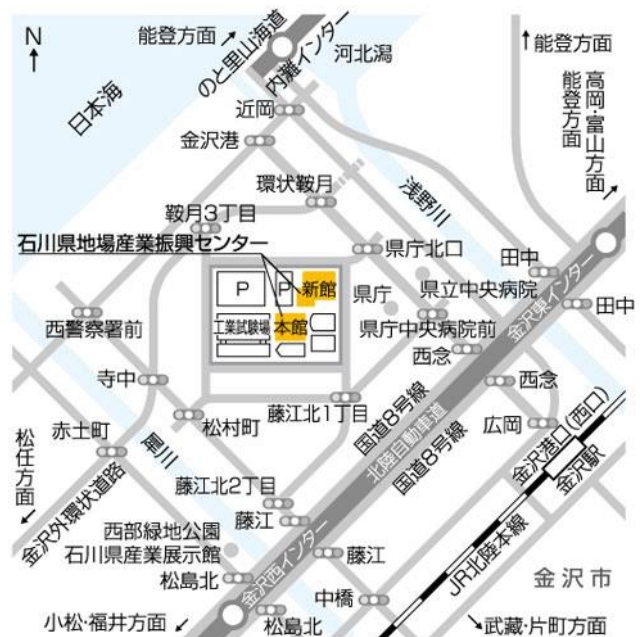 N
能登方面
のと里山海道
内灘インター
河北潟
能登方面
高岡・富山方面
能登方面
日本海
近岡
金沢港
環状鞍月
浅野川
鞍月3丁目
石川県地場産業振興センター
県庁北口
田中
P
P
新館
県庁
県立中央病院
金沢東インター
田中
西警察署前
工業試験場
本館
県庁中央病院前
西念
寺中
西念
藤江北1丁目
国道8号線
北陸自動車道
国道8号線
広岡
金沢港口(西口)
金沢駅
赤土町
松村町
犀川
松任方面
金沢外環状道路
藤江北2丁目
藤江
西部緑地公園
石川県産業展示館
藤江
JR北陸本線
金沢市
松島北
金沢西インター
中橋
小松・福井方面
松島北
武蔵・片町方面